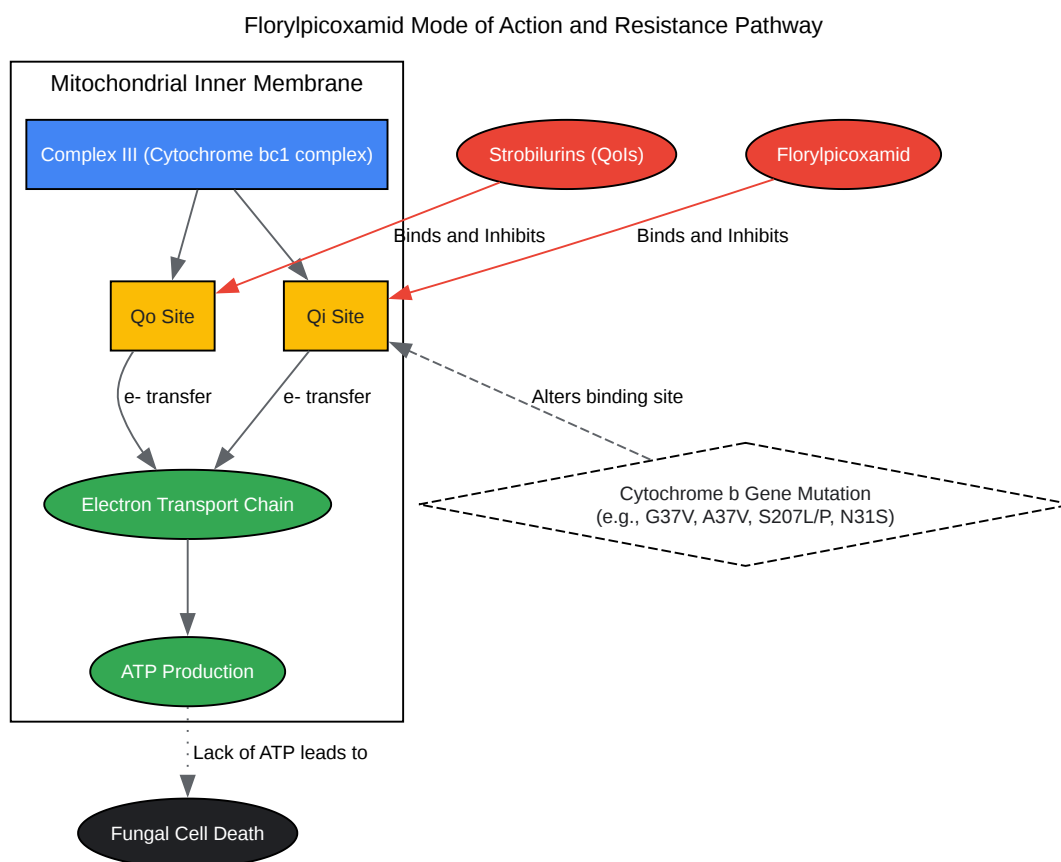 Florylpicoxamid Mode of Action and Resistance Pathway
Mitochondrial Inner Membrane
Complex III (Cytochrome bc1 complex)
Strobilurins (QoIs)
Florylpicoxamid
Binds and Inhibits
Binds and Inhibits
Qo Site
Qi Site
e- transfer
e- transfer
Alters binding site
Electron Transport Chain
Cytochrome b Gene Mutation
(e.g., G37V, A37V, S207L/P, N31S)
ATP Production
Lack of ATP leads to
Fungal Cell Death